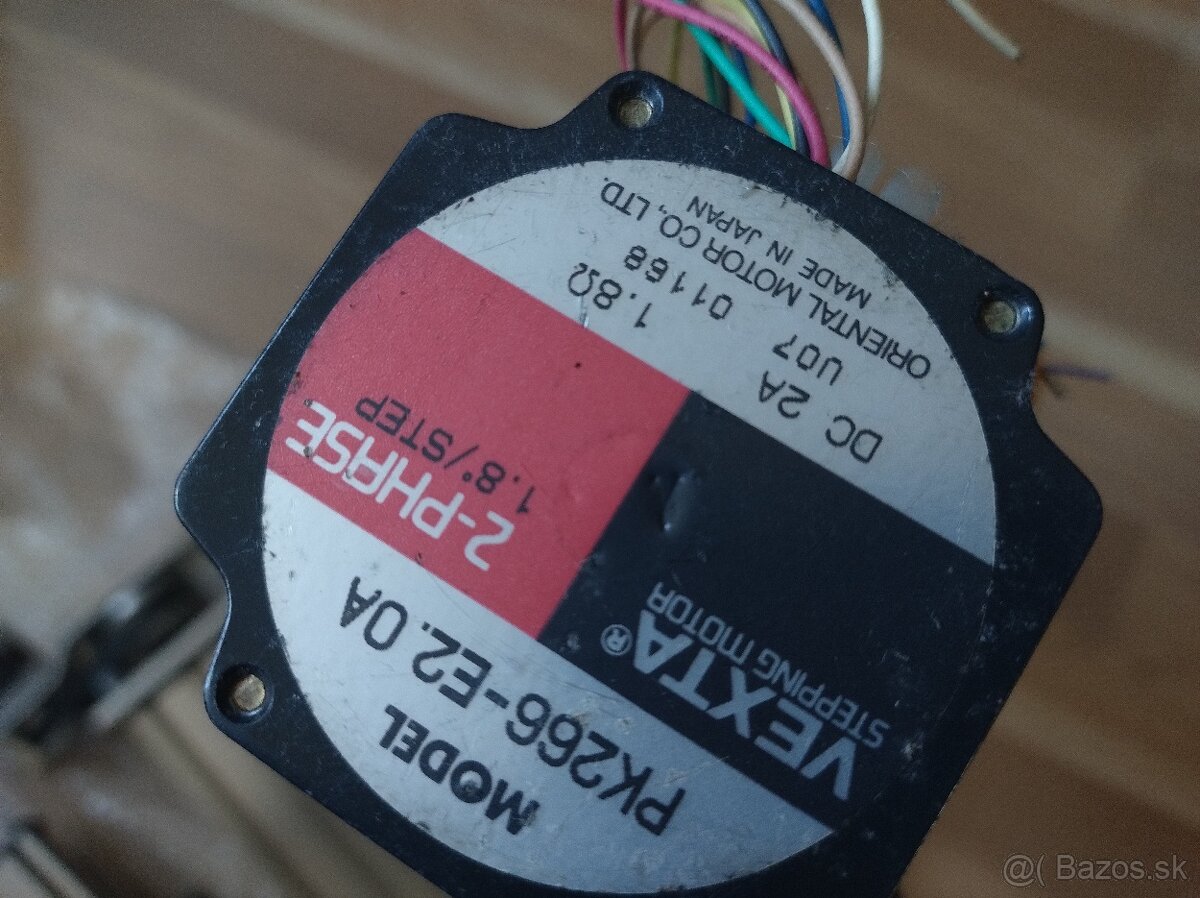 MODEL
PK266-E2.0A
VEXTA®
STEPPING MOTOR
2-PHASE
1.8°/STEP
DC 2A 1.8Ω
U07 01168
ORIENTAL MOTOR CO., LTD.
MADE IN JAPAN
@( Bazos.sk